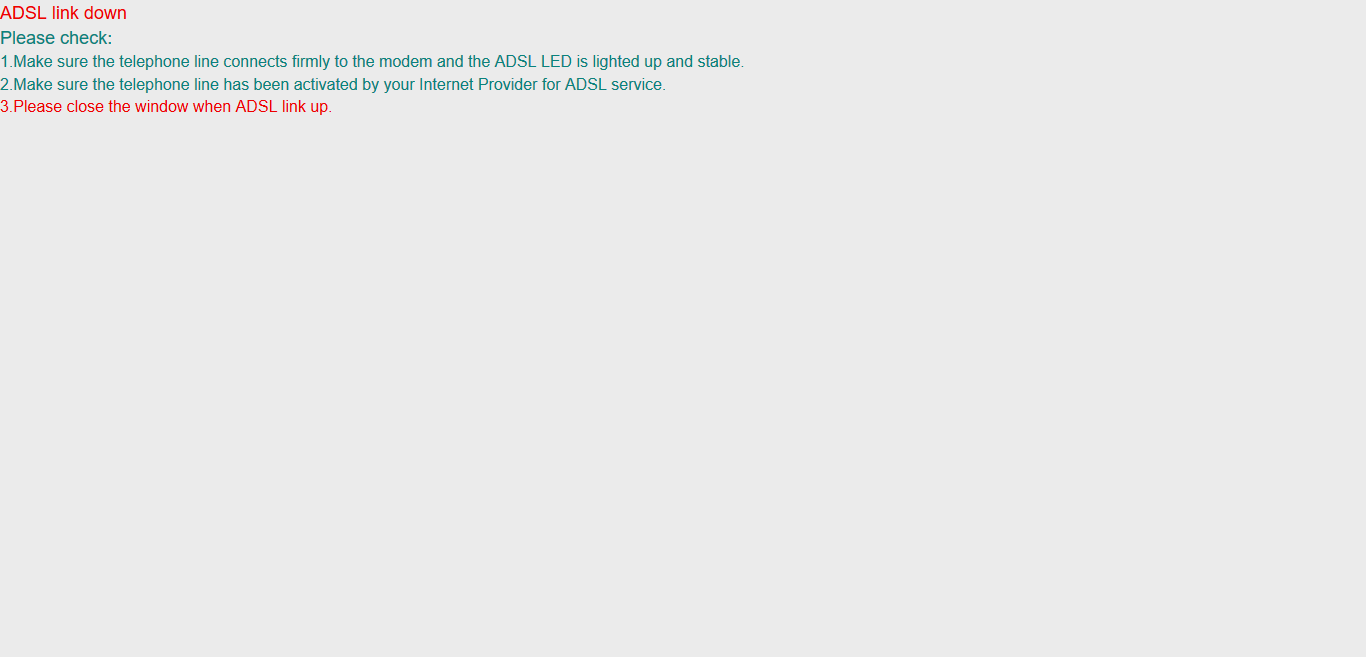 ADSL link down
Please check:
1.Make sure the telephone line connects firmly to the modem and the ADSL LED is lighted up and stable.
2.Make sure the telephone line has been activated by your Internet Provider for ADSL service.
3.Please close the window when ADSL link up.